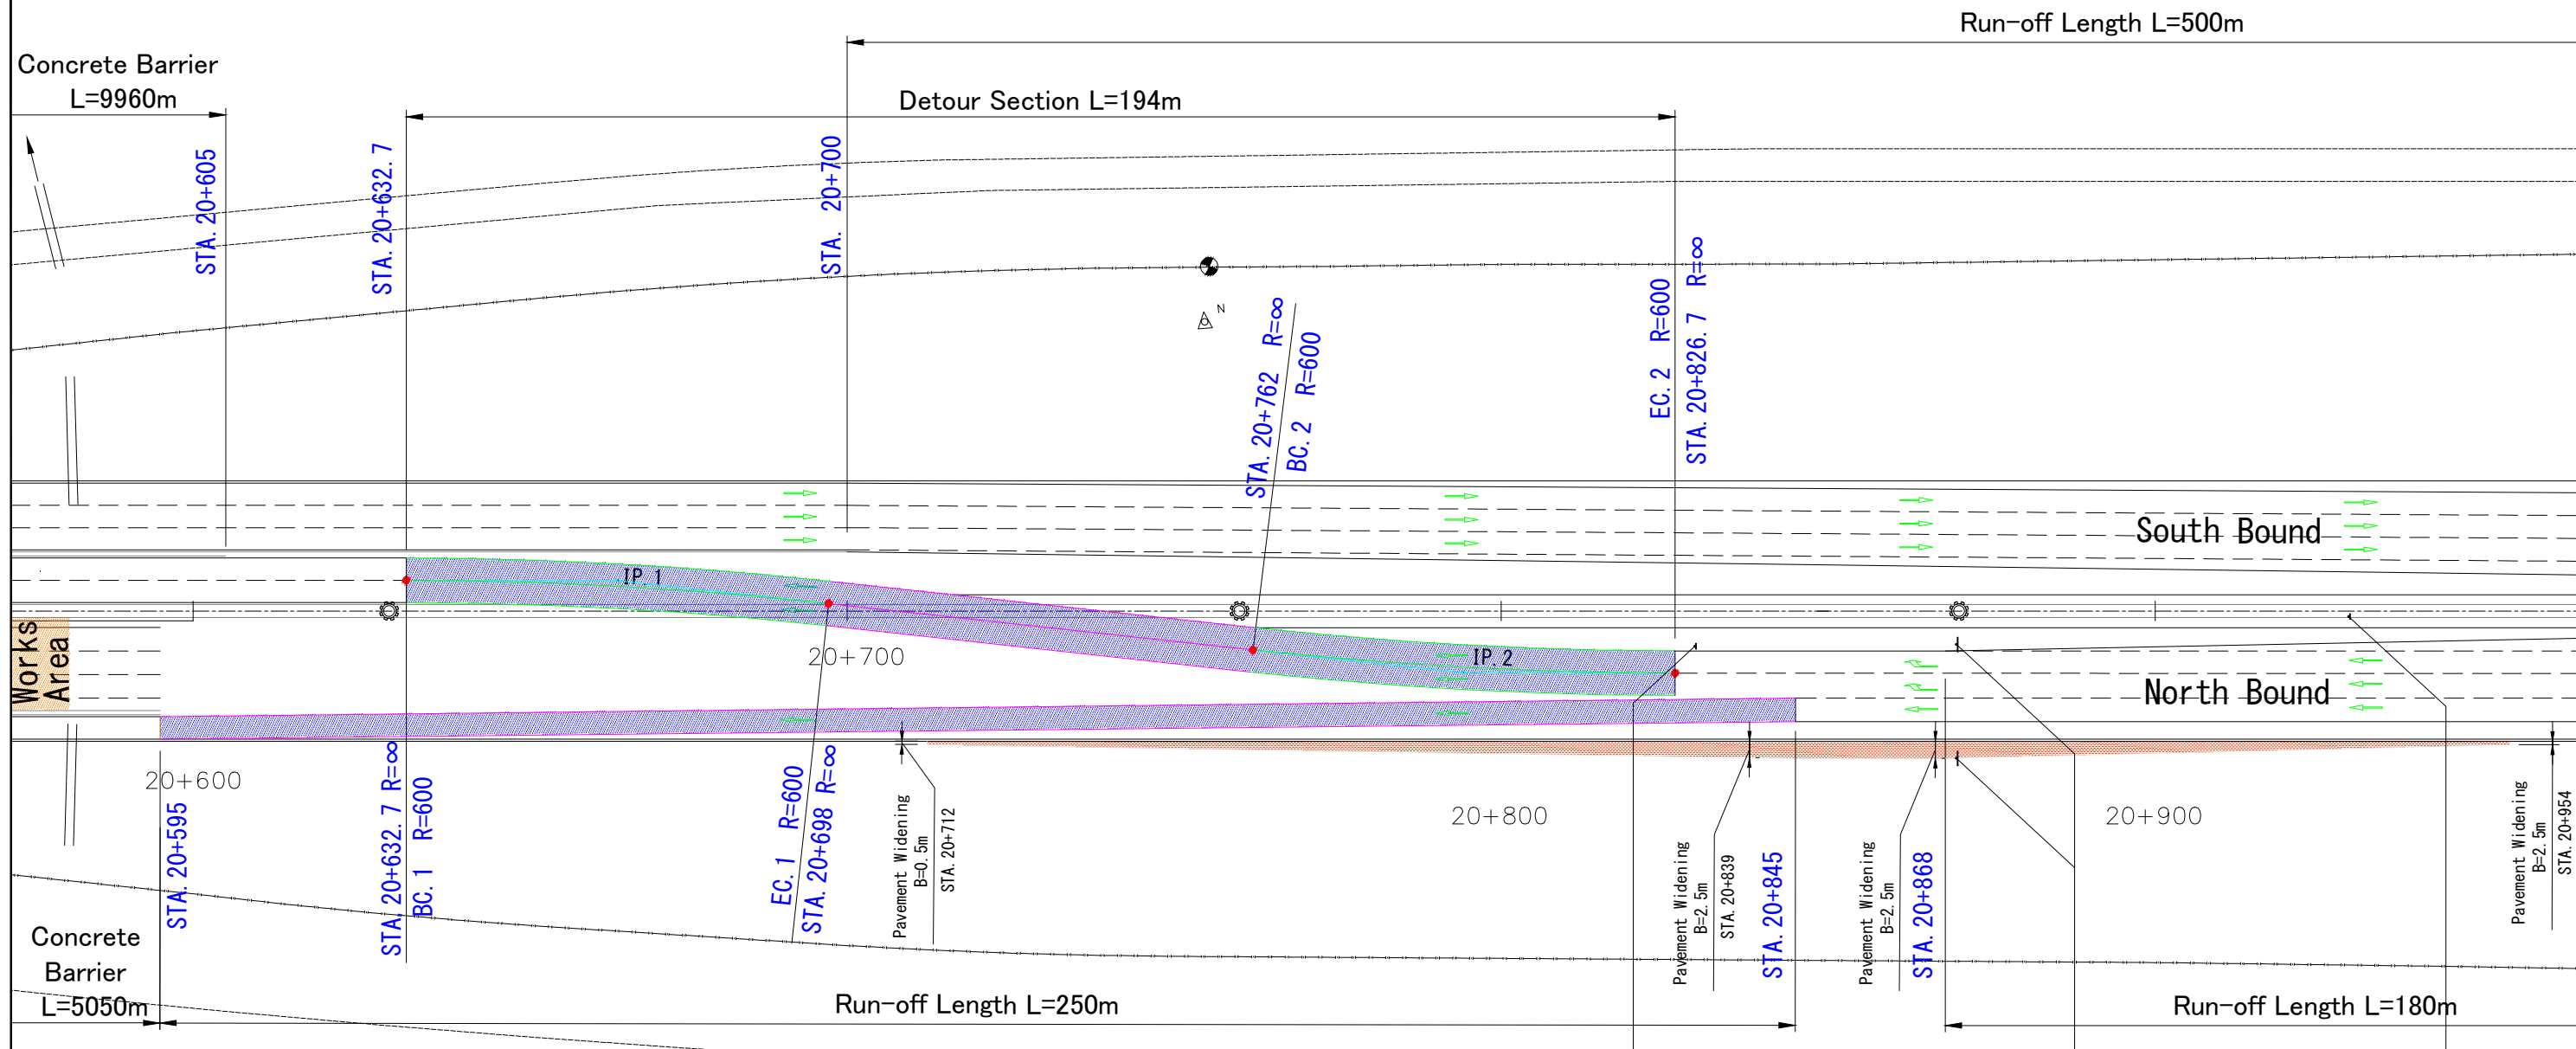 Run-off Length L=500m
Concrete Barrier
L=9960m
Detour Section L=194m
STA. 20+605
STA. 20+632. 7
STA. 20+700
N
STA. 20+762 R=∞
BC. 2 R=600
EC. 2 R=600
STA. 20+826. 7 R=∞
South Bound
IP. 1
IP. 2
Works
Area
20+700
North Bound
20+600
STA. 20+595
STA. 20+632. 7 R=∞
BC. 1 R=600
EC. 1 R=600
STA. 20+698 R=∞
Pavement Widening
B=0. 5m
STA. 20+712
20+800
Pavement Widening
B=2. 5m
STA. 20+839
STA. 20+845
Pavement Widening
B=2. 5m
STA. 20+868
20+900
Pavement Widening
B=2. 5m
STA. 20+954
Concrete
Barrier
L=5050m
Run-off Length L=250m
Run-off Length L=180m